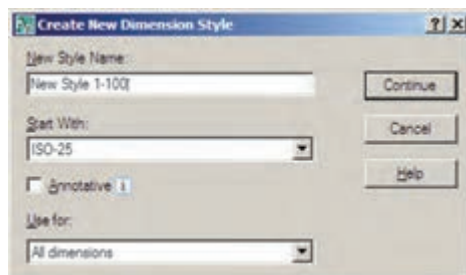 Create New Dimension Style
New Style Name:
New Style 1-100
Continue
Start With:
ISO-25
Cancel
Annotative
Help
Use for:
All dimensions